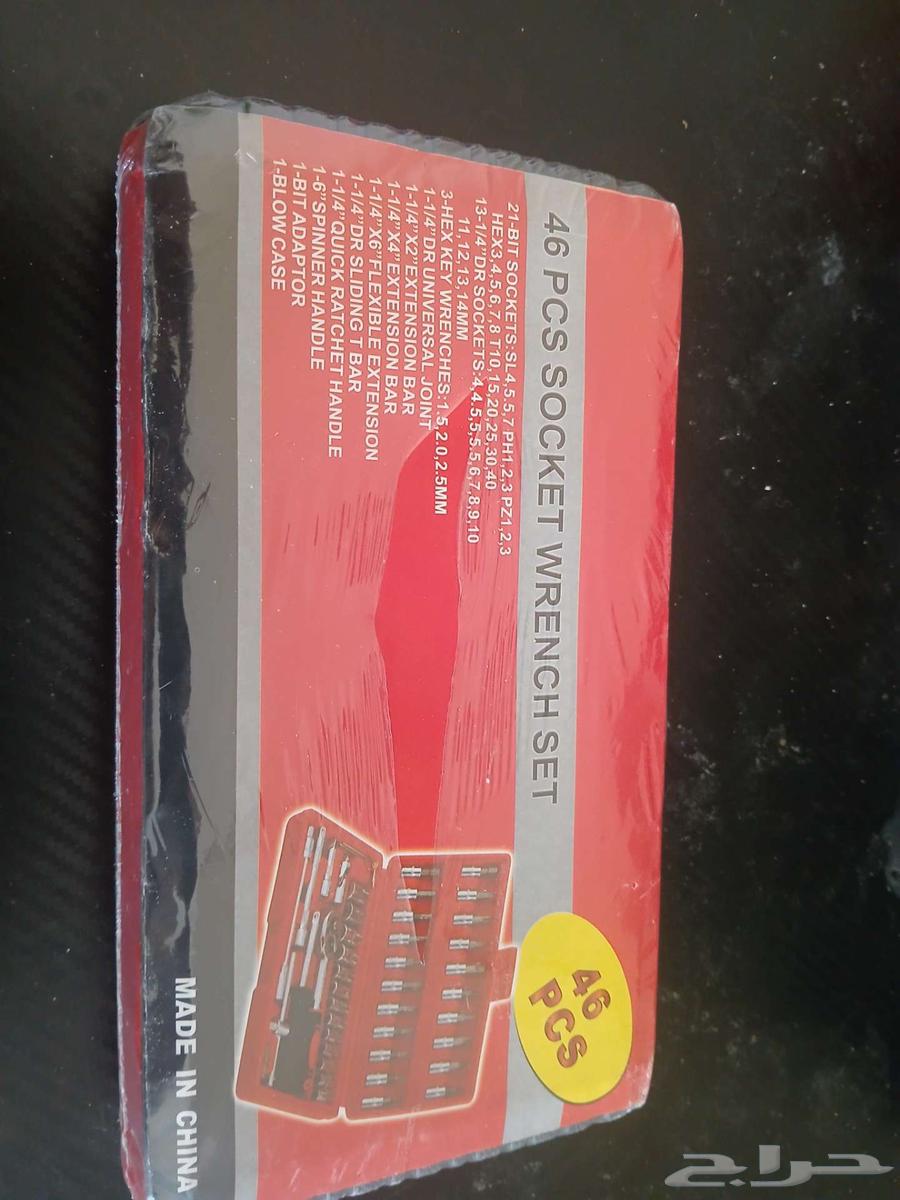 46 PCS SOCKET WRENCH SET
21-BIT SOCKETS:SL4,5.5,7 PH1,2,3 PZ1,2,3
HEX3,4,5,6,7,8 T10,15,20,25,30,40
13-1/4"DR SOCKETS:4,4.5,5,5.5,6,7,8,9,10
11,12,13,14MM
3-HEX KEY WRENCHES:1.5,2.0,2.5MM
1-1/4"DR UNIVERSAL JOINT
1-1/4"X2"EXTENSION BAR
1-1/4"X4"EXTENSION BAR
1-1/4"X6"FLEXIBLE EXTENSION
1-1/4"DR SLIDING T BAR
1-1/4"QUICK RATCHET HANDLE
1-6"SPINNER HANDLE
1-BIT ADAPTOR
1-BLOW CASE
46
PCS
MADE IN CHINA
حراج